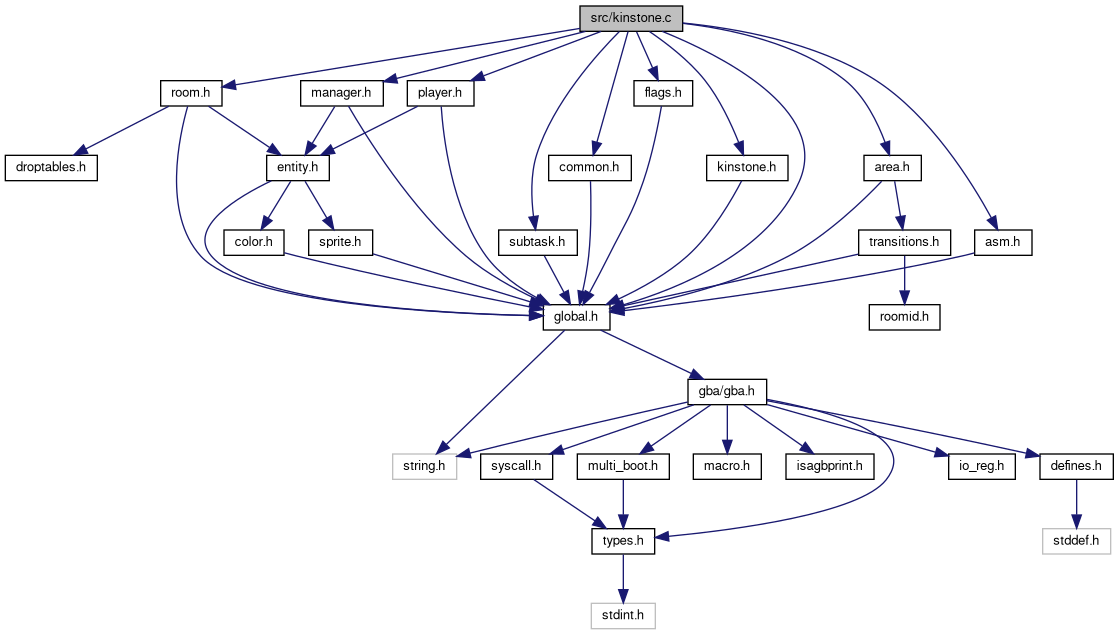 src/kinstone.c
room.h
manager.h
player.h
flags.h
droptables.h
entity.h
common.h
kinstone.h
area.h
color.h
sprite.h
subtask.h
transitions.h
asm.h
global.h
roomid.h
gba/gba.h
string.h
syscall.h
multi_boot.h
macro.h
isagbprint.h
io_reg.h
defines.h
types.h
stddef.h
stdint.h